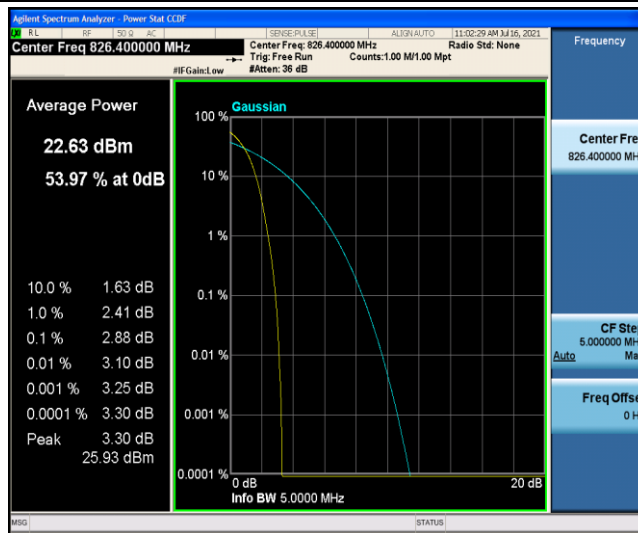 Agilent Spectrum Analyzer - Power Stat CCDF
RL RF 50 Ω AC SENSE:PULSE ALIGN AUTO 11:02:29 AM Jul 16, 2021
Center Freq 826.400000 MHz
Center Freq: 826.400000 MHz Radio Std: None
Trig: Free Run Counts:1.00 M/1.00 Mpt
#IFGain:Low #Atten: 36 dB
Frequency
Average Power
22.63 dBm
53.97 % at 0dB
10.0 % 1.63 dB
1.0 % 2.41 dB
0.1 % 2.88 dB
0.01 % 3.10 dB
0.001 % 3.25 dB
0.0001 % 3.30 dB
Peak 3.30 dB
25.93 dBm
Gaussian
100 %
10 %
1 %
0.1 %
0.01 %
0.001 %
0.0001 %
0 dB 20 dB
Info BW 5.0000 MHz
Center Fre
826.400000 MH
CF Ste
5.000000 MH
Auto Ma
Freq Offse
0 H
MSG STATUS